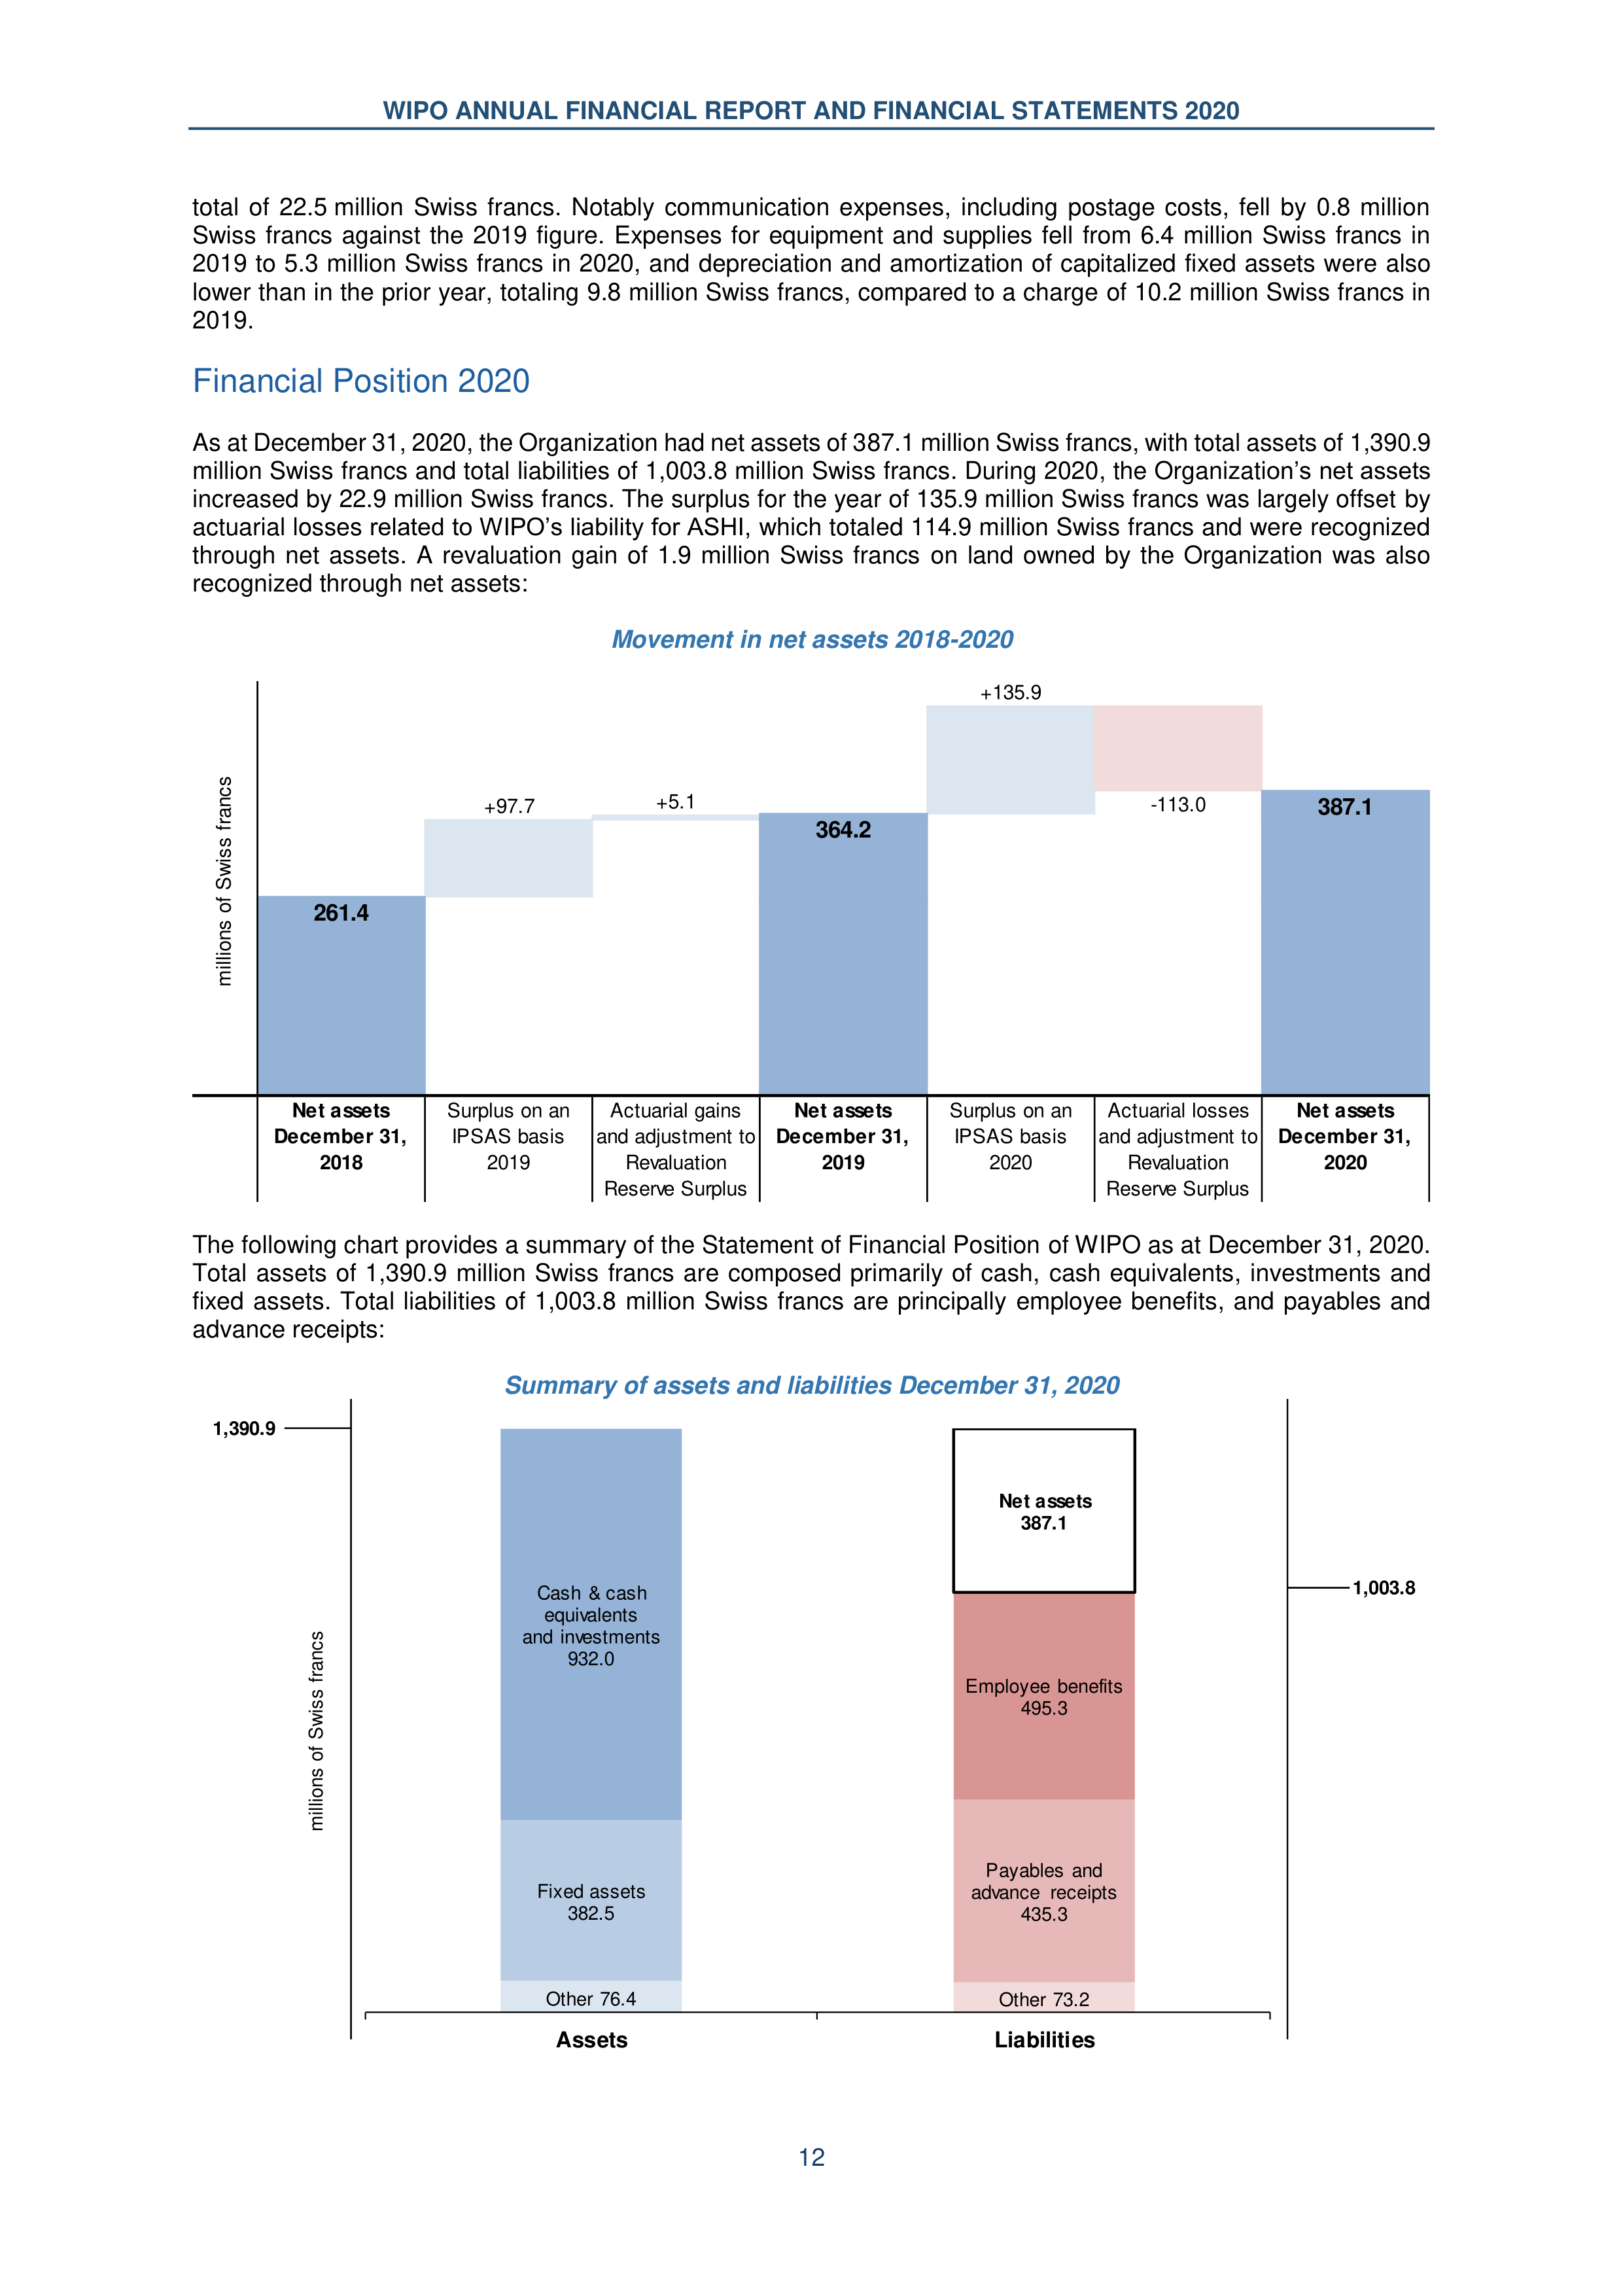 WIPO ANNUAL FINANCIAL REPORT AND FINANCIAL STATEMENTS 2020
total of 22.5 million Swiss francs. Notably communication expenses, including postage costs, fell by 0.8 million
Swiss francs against the 2019 figure. Expenses for equipment and supplies fell from 6.4 million Swiss francs in
2019 to 5.3 million Swiss francs in 2020, and depreciation and amortization of capitalized fixed assets were also
lower than in the prior year, totaling 9.8 million Swiss francs, compared to a charge of 10.2 million Swiss francs in
2019.
Financial Position 2020
As at December 31, 2020, the Organization had net assets of 387.1 million Swiss francs, with total assets of 1,390.9
million Swiss francs and total liabilities of 1,003.8 million Swiss francs. During 2020, the Organization’s net assets
increased by 22.9 million Swiss francs. The surplus for the year of 135.9 million Swiss francs was largely offset by
actuarial losses related to WIPO’s liability for ASHI, which totaled 114.9 million Swiss francs and were recognized
through net assets. A revaluation gain of 1.9 million Swiss francs on land owned by the Organization was also
recognized through net assets:
Movement in net assets 2018-2020
millions of Swiss francs
261.4
+97.7
+5.1
364.2
+135.9
-113.0
387.1
Net assets
December 31,
2018
Surplus on an
IPSAS basis
2019
Actuarial gains
and adjustment to
Revaluation
Reserve Surplus
Net assets
December 31,
2019
Surplus on an
IPSAS basis
2020
Actuarial losses
and adjustment to
Revaluation
Reserve Surplus
Net assets
December 31,
2020
The following chart provides a summary of the Statement of Financial Position of WIPO as at December 31, 2020.
Total assets of 1,390.9 million Swiss francs are composed primarily of cash, cash equivalents, investments and
fixed assets. Total liabilities of 1,003.8 million Swiss francs are principally employee benefits, and payables and
advance receipts:
Summary of assets and liabilities December 31, 2020
1,390.9
millions of Swiss francs
Cash & cash
equivalents
and investments
932.0
Fixed assets
382.5
Other 76.4
Assets
Net assets
387.1
Employee benefits
495.3
Payables and
advance receipts
435.3
Other 73.2
Liabilities
1,003.8
12